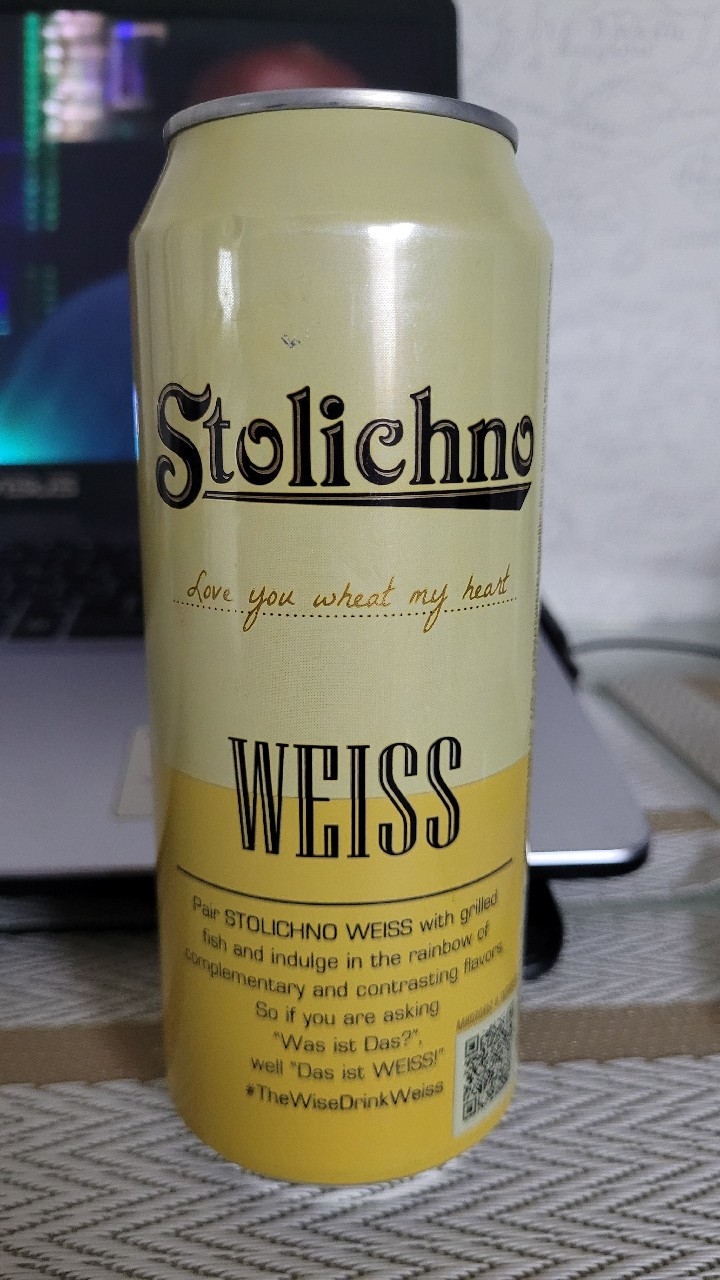 Stolichno
Love you wheat my heart
WEISS
Pair STOLICHNO WEISS with grilled
fish and indulge in the rainbow of
complementary and contrasting flavors.
So if you are asking
"Was ist Das?",
well "Das ist WEISS!"
#TheWiseDrinkWeiss
ASUS